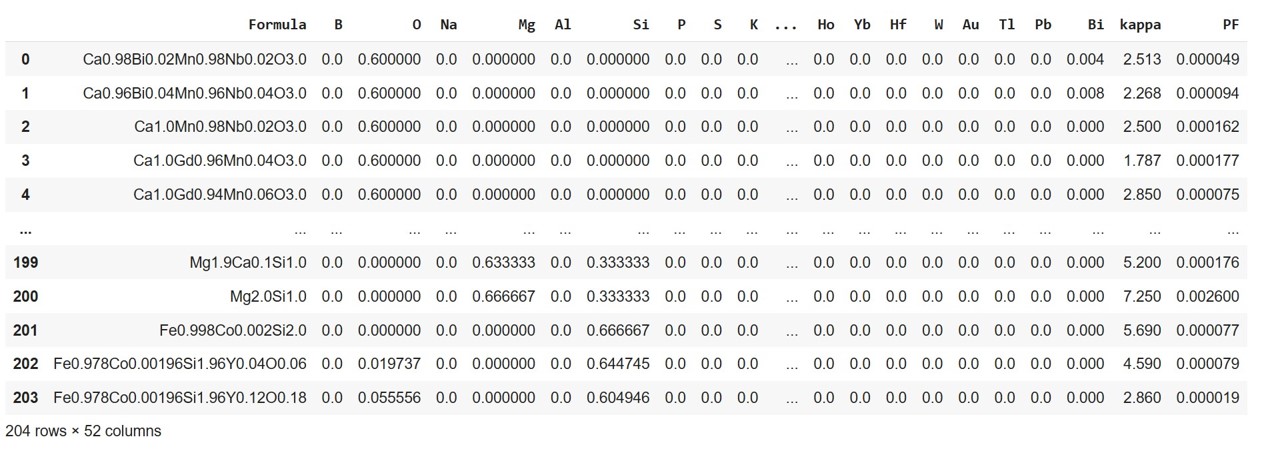 Formula B O Na Mg Al Si P S K ... Ho Yb Hf W Au Tl Pb Bi kappa PF
0 Ca0.98Bi0.02Mn0.98Nb0.02O3.0 0.0 0.600000 0.0 0.000000 0.0 0.000000 0.0 0.0 0.0 ... 0.0 0.0 0.0 0.0 0.0 0.0 0.0 0.004 2.513 0.000049
1 Ca0.96Bi0.04Mn0.96Nb0.04O3.0 0.0 0.600000 0.0 0.000000 0.0 0.000000 0.0 0.0 0.0 ... 0.0 0.0 0.0 0.0 0.0 0.0 0.0 0.008 2.268 0.000094
2 Ca1.0Mn0.98Nb0.02O3.0 0.0 0.600000 0.0 0.000000 0.0 0.000000 0.0 0.0 0.0 ... 0.0 0.0 0.0 0.0 0.0 0.0 0.0 0.000 2.500 0.000162
3 Ca1.0Gd0.96Mn0.04O3.0 0.0 0.600000 0.0 0.000000 0.0 0.000000 0.0 0.0 0.0 ... 0.0 0.0 0.0 0.0 0.0 0.0 0.0 0.000 1.787 0.000177
4 Ca1.0Gd0.94Mn0.06O3.0 0.0 0.600000 0.0 0.000000 0.0 0.000000 0.0 0.0 0.0 ... 0.0 0.0 0.0 0.0 0.0 0.0 0.0 0.000 2.850 0.000075
... ... ... ... ... ... ... ... ... ... ... ... ... ... ... ... ... ... ... ... ... ...
199 Mg1.9Ca0.1Si1.0 0.0 0.000000 0.0 0.633333 0.0 0.333333 0.0 0.0 0.0 ... 0.0 0.0 0.0 0.0 0.0 0.0 0.0 0.000 5.200 0.000176
200 Mg2.0Si1.0 0.0 0.000000 0.0 0.666667 0.0 0.333333 0.0 0.0 0.0 ... 0.0 0.0 0.0 0.0 0.0 0.0 0.0 0.000 7.250 0.002600
201 Fe0.998Co0.002Si2.0 0.0 0.000000 0.0 0.000000 0.0 0.666667 0.0 0.0 0.0 ... 0.0 0.0 0.0 0.0 0.0 0.0 0.0 0.000 5.690 0.000077
202 Fe0.978Co0.00196Si1.96Y0.04O0.06 0.0 0.019737 0.0 0.000000 0.0 0.644745 0.0 0.0 0.0 ... 0.0 0.0 0.0 0.0 0.0 0.0 0.0 0.000 4.590 0.000079
203 Fe0.978Co0.00196Si1.96Y0.12O0.18 0.0 0.055556 0.0 0.000000 0.0 0.604946 0.0 0.0 0.0 ... 0.0 0.0 0.0 0.0 0.0 0.0 0.0 0.000 2.860 0.000019
204 rows × 52 columns